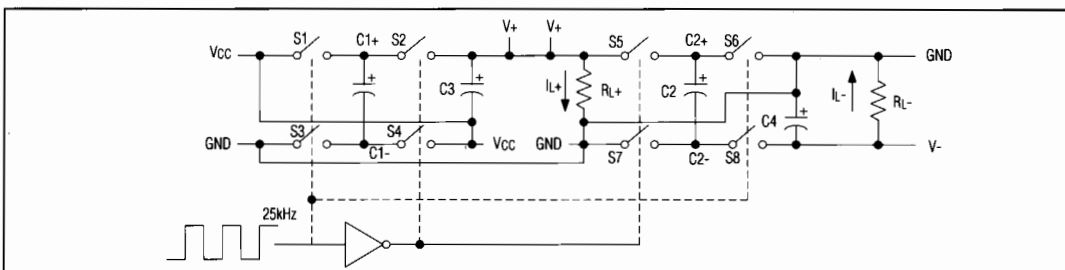 V+ V+
S1 C1+ S2 S5 C2+ S6
VCC GND
C3 IL+ RL+ C2 IL- RL-
C4
S3 S4 S7 S8
GND C1- VCC GND C2- V-
25kHz